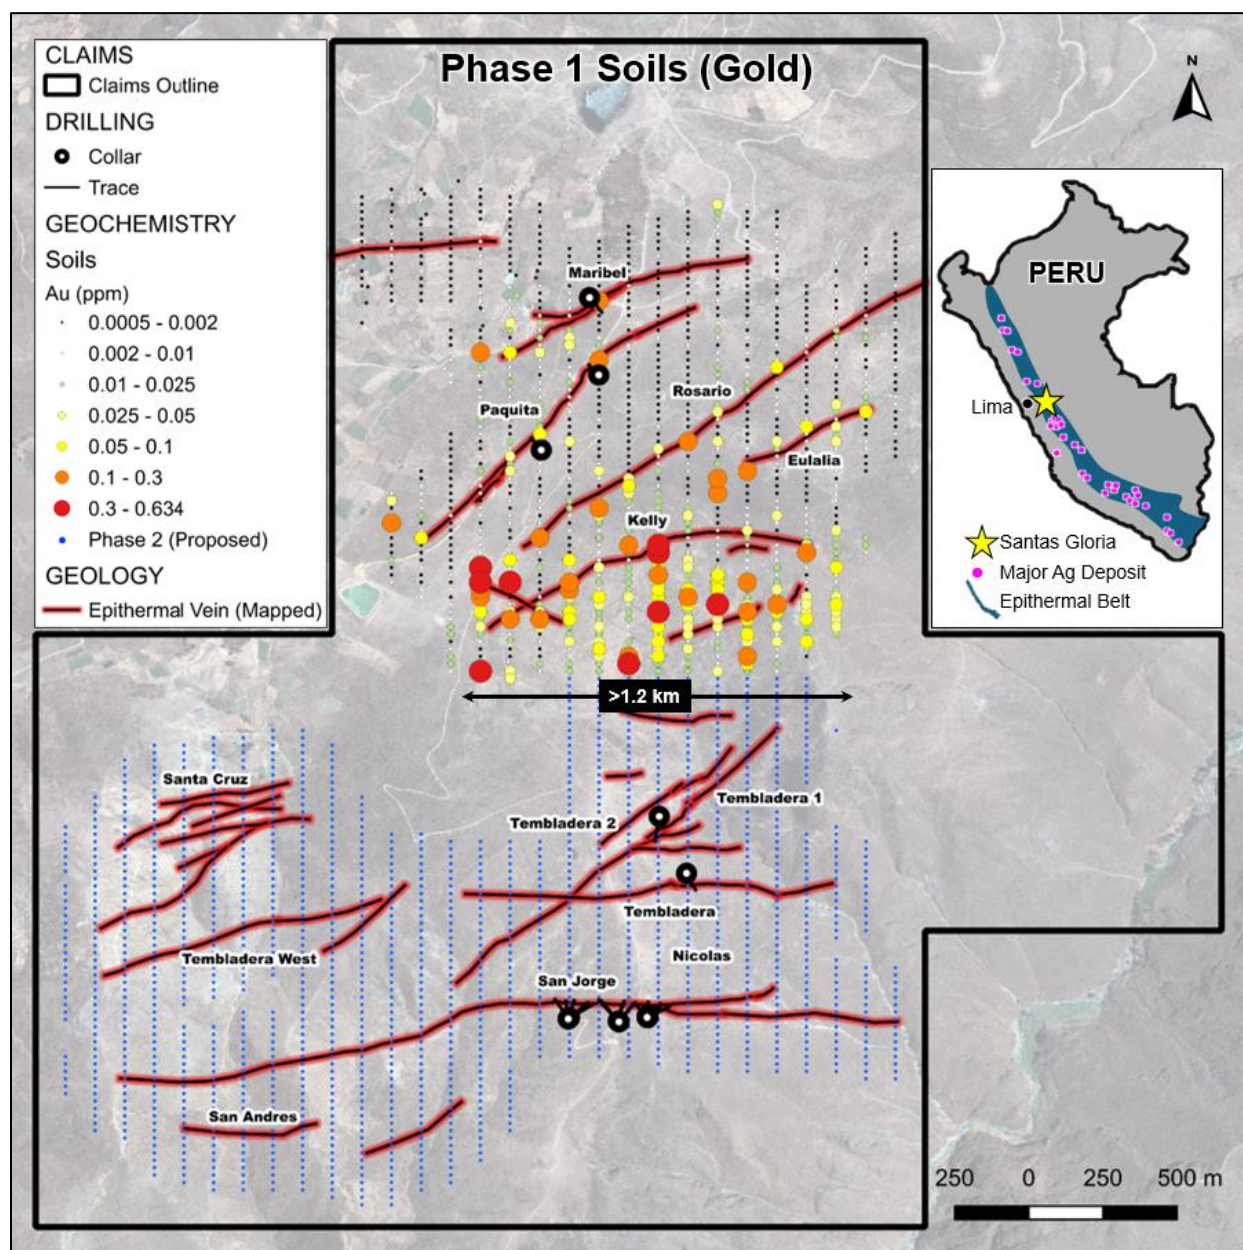 Phase 1 Soils (Gold)
CLAIMS
Claims Outline
DRILLING
Collar
Trace
GEOCHEMISTRY
Soils
Au (ppm)
0.0005 - 0.002
0.002 - 0.01
0.01 - 0.025
0.025 - 0.05
0.05 - 0.1
0.1 - 0.3
0.3 - 0.634
Phase 2 (Proposed)
GEOLOGY
Epithermal Vein (Mapped)
N
PERU
Lima
Santas Gloria
Major Ag Deposit
Epithermal Belt
Maribel
Rosario
Paquita
Eulalia
Kelly
>1.2 km
Santa Cruz
Tembladera 1
Tembladera 2
Tembladera
Tembladera West
Nicolas
San Jorge
San Andres
250 0 250 500 m